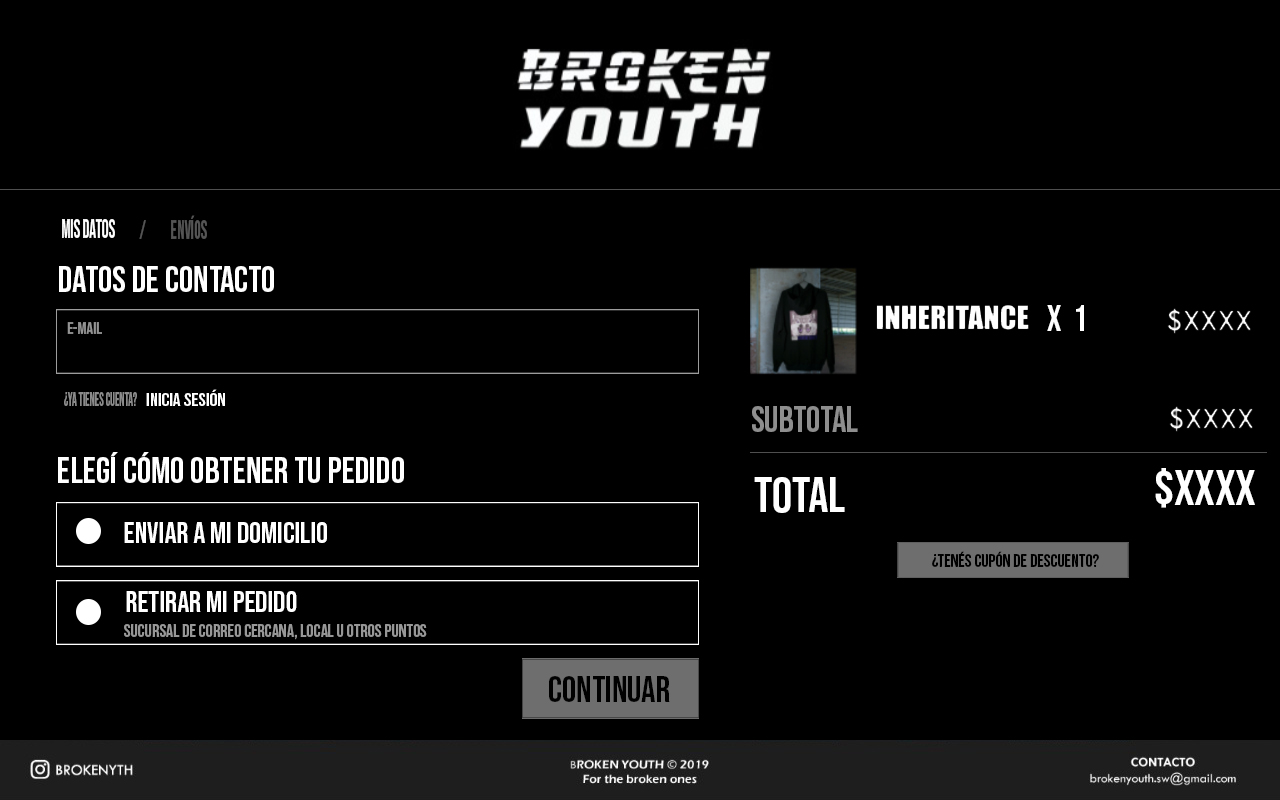 BROKEN
YOUTH
MIS DATOS / ENVÍOS
DATOS DE CONTACTO
E-MAIL
¿YA TIENES CUENTA? INICIA SESIÓN
ELEGÍ CÓMO OBTENER TU PEDIDO
ENVIAR A MI DOMICILIO
RETIRAR MI PEDIDO
SUCURSAL DE CORREO CERCANA, LOCAL U OTROS PUNTOS
CONTINUAR
INHERITANCE X 1 $XXXX
SUBTOTAL $XXXX
TOTAL $XXXX
¿TENÉS CUPÓN DE DESCUENTO?
BROKENYTH
BROKEN YOUTH © 2019
For the broken ones
CONTACTO
brokenyouth.sw@gmail.com